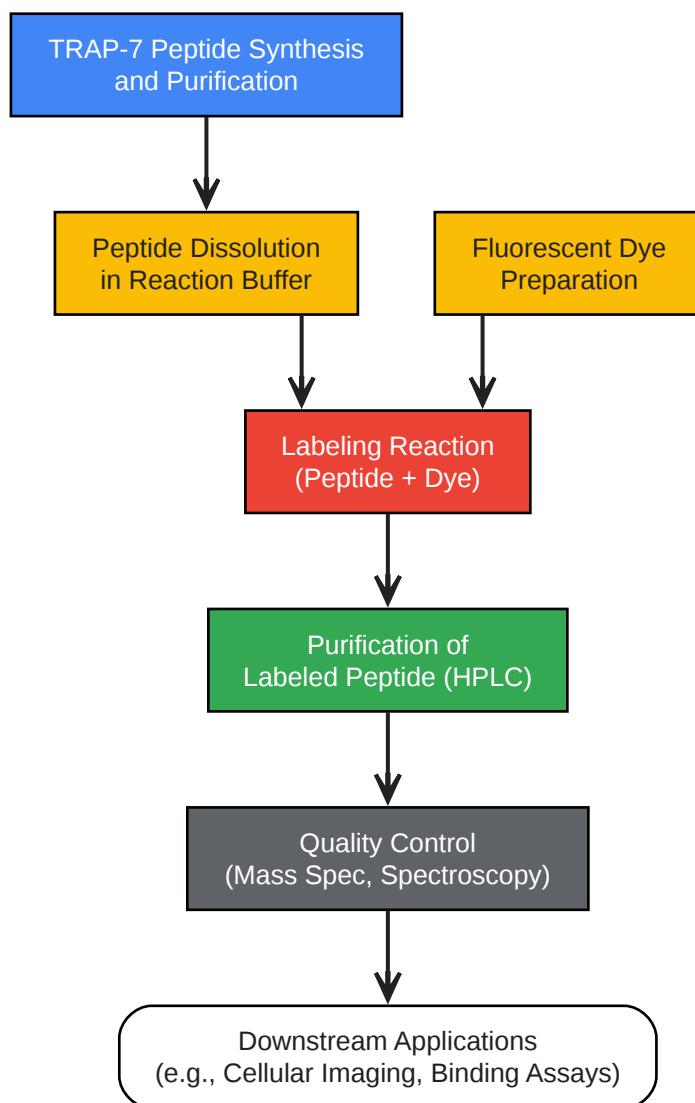 TRAP-7 Peptide Synthesis
and Purification
Peptide Dissolution
in Reaction Buffer
Fluorescent Dye
Preparation
Labeling Reaction
(Peptide + Dye)
Purification of
Labeled Peptide (HPLC)
Quality Control
(Mass Spec, Spectroscopy)
Downstream Applications
(e.g., Cellular Imaging, Binding Assays)